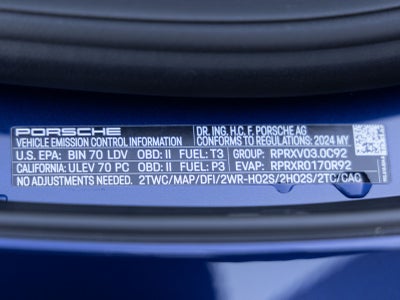 PORSCHE DR. ING. H.C. F. PORSCHE AG
VEHICLE EMISSION CONTROL INFORMATION CONFORMS TO REGULATIONS: 2024 MY
U.S. EPA: BIN 70 LDV OBD: II FUEL: T3 GROUP: RPRXV03.0C92
CALIFORNIA: ULEV 70 PC OBD: II FUEL: P3 EVAP: RPRXR0170R92
NO ADJUSTMENTS NEEDED. 2TWC/MAP/DFI/2WR-HO2S/2HO2S/2TC/CAC